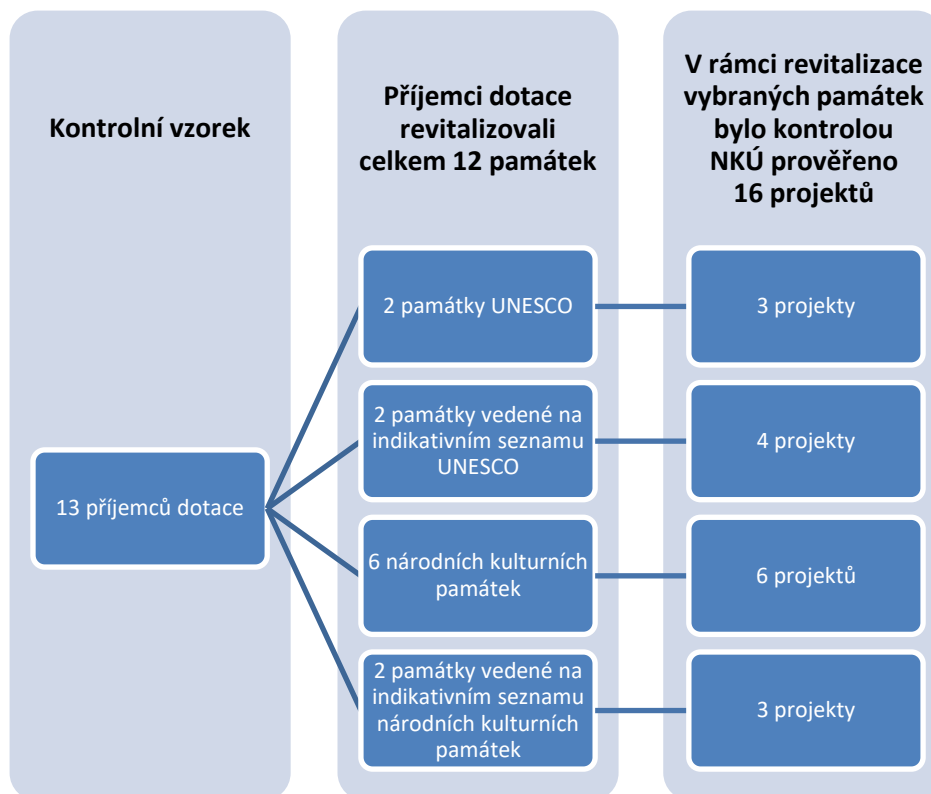 Kontrolní vzorek
Příjemci dotace
revitalizovali
celkem 12 památek
V rámci revitalizace
vybraných památek
bylo kontrolou
NKÚ prověřeno
16 projektů
13 příjemců dotace
2 památky UNESCO
3 projekty
2 památky vedené na
indikativním seznamu
UNESCO
4 projekty
6 národních kulturních
památek
6 projektů
2 památky vedené na
indikativním seznamu
národních kulturních
památek
3 projekty